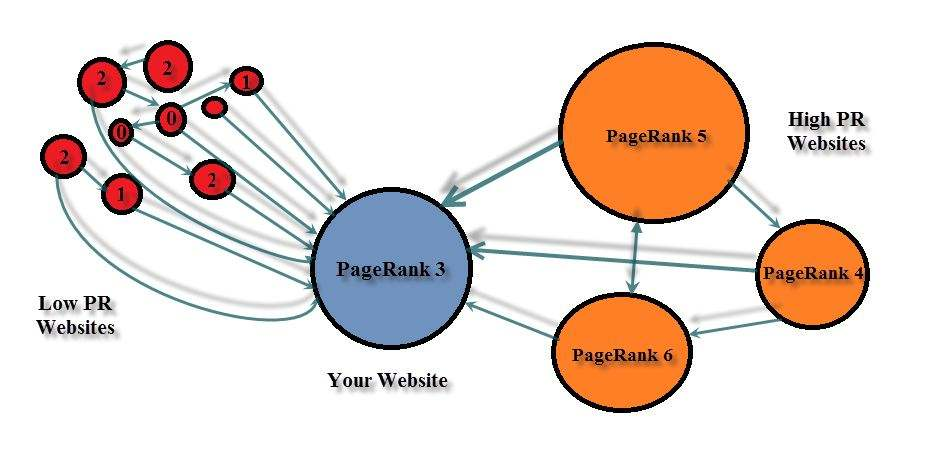 2
2
1
0
0
2
2
1
PageRank 5
High PR
Websites
PageRank 3
PageRank 4
Low PR
Websites
PageRank 6
Your Website